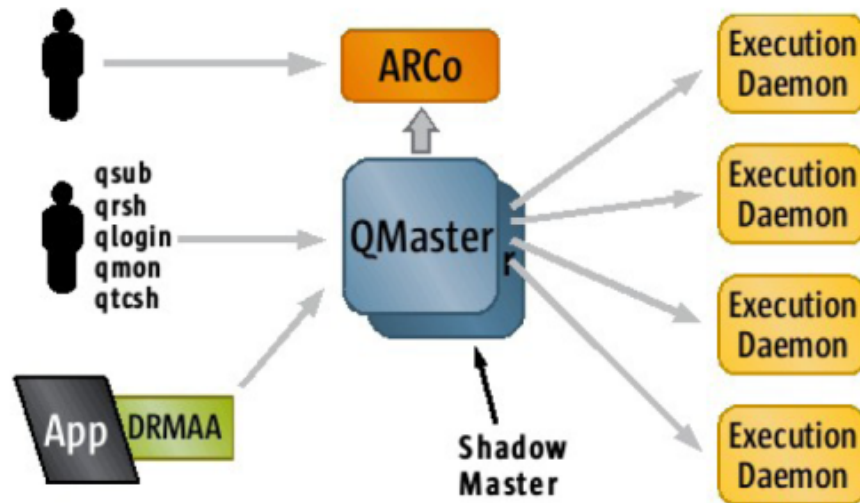 ARCo
Execution
Daemon
qsub
qrsh
qlogin
qmon
qtcsh
QMaster
r
Execution
Daemon
Execution
Daemon
App
DRMAA
Shadow
Master
Execution
Daemon